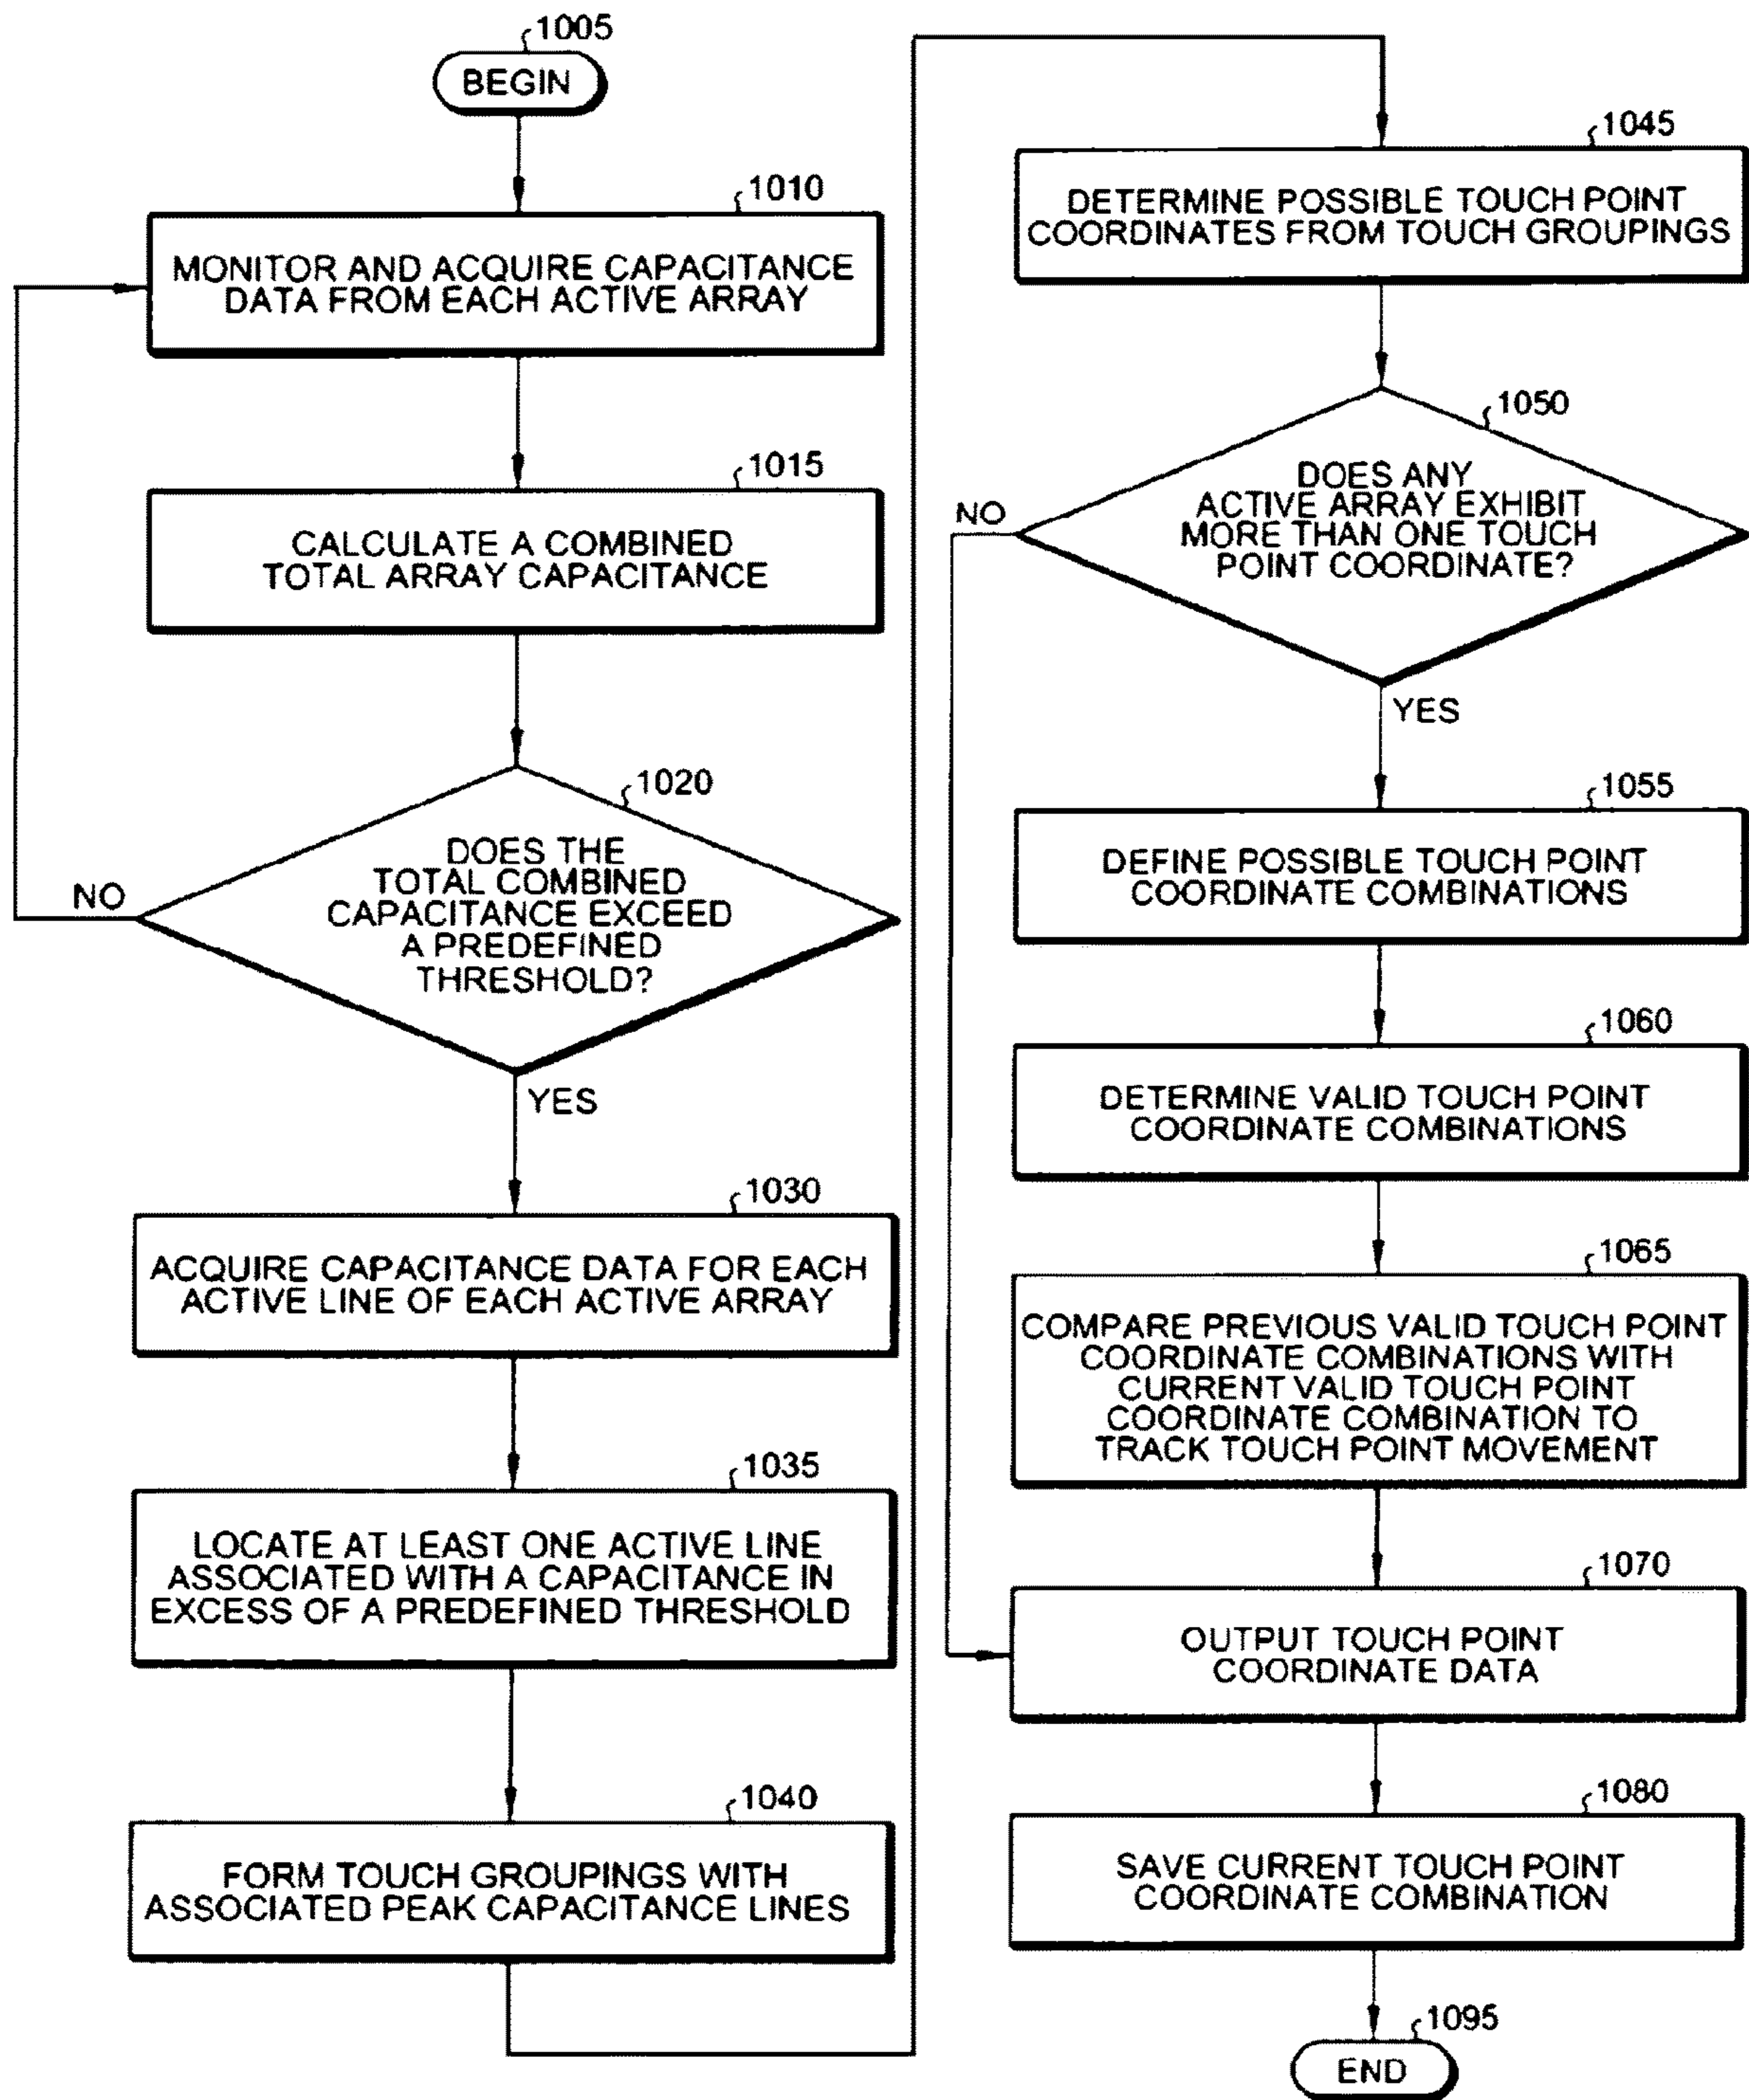 1005
BEGIN
1010
MONITOR AND ACQUIRE CAPACITANCE
DATA FROM EACH ACTIVE ARRAY
1015
CALCULATE A COMBINED
TOTAL ARRAY CAPACITANCE
1020
DOES THE
TOTAL COMBINED
CAPACITANCE EXCEED
A PREDEFINED
THRESHOLD?
NO
YES
1030
ACQUIRE CAPACITANCE DATA FOR EACH
ACTIVE LINE OF EACH ACTIVE ARRAY
1035
LOCATE AT LEAST ONE ACTIVE LINE
ASSOCIATED WITH A CAPACITANCE IN
EXCESS OF A PREDEFINED THRESHOLD
1040
FORM TOUCH GROUPINGS WITH
ASSOCIATED PEAK CAPACITANCE LINES
1045
DETERMINE POSSIBLE TOUCH POINT
COORDINATES FROM TOUCH GROUPINGS
1050
DOES ANY
ACTIVE ARRAY EXHIBIT
MORE THAN ONE TOUCH
POINT COORDINATE?
NO
YES
1055
DEFINE POSSIBLE TOUCH POINT
COORDINATE COMBINATIONS
1060
DETERMINE VALID TOUCH POINT
COORDINATE COMBINATIONS
1065
COMPARE PREVIOUS VALID TOUCH POINT
COORDINATE COMBINATIONS WITH
CURRENT VALID TOUCH POINT
COORDINATE COMBINATION TO
TRACK TOUCH POINT MOVEMENT
1070
OUTPUT TOUCH POINT
COORDINATE DATA
1080
SAVE CURRENT TOUCH POINT
COORDINATE COMBINATION
1095
END